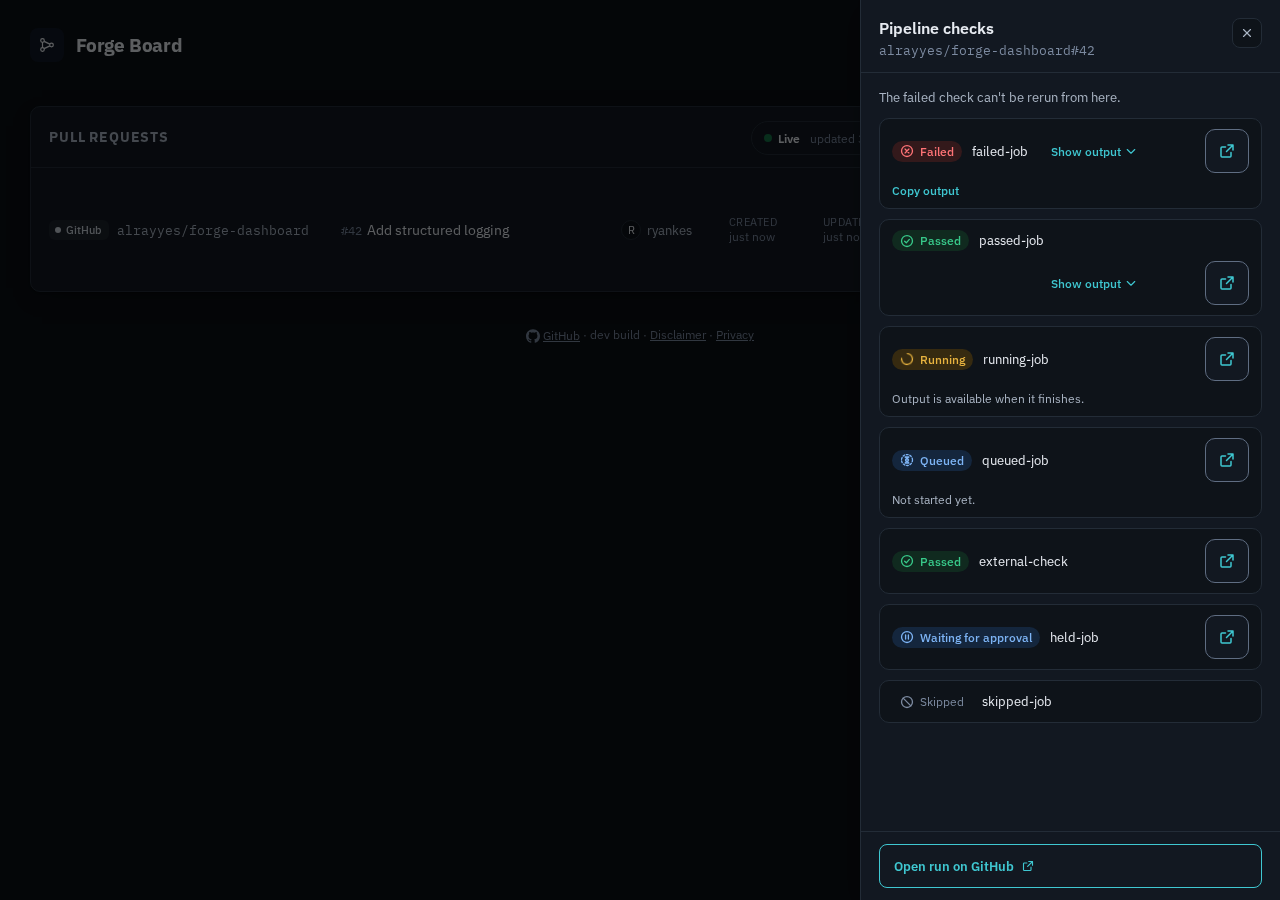 Forge Board
PULL REQUESTS
Live updated
GitHub alrayyes/forge-dashboard #42 Add structured logging R ryankes
CREATED
just now
UPDATE
just no
GitHub · dev build · Disclaimer · Privacy
Pipeline checks
alrayyes/forge-dashboard#42
The failed check can't be rerun from here.
Failed failed-job Show output
Copy output
Passed passed-job
Show output
Running running-job
Output is available when it finishes.
Queued queued-job
Not started yet.
Passed external-check
Waiting for approval held-job
Skipped skipped-job
Open run on GitHub